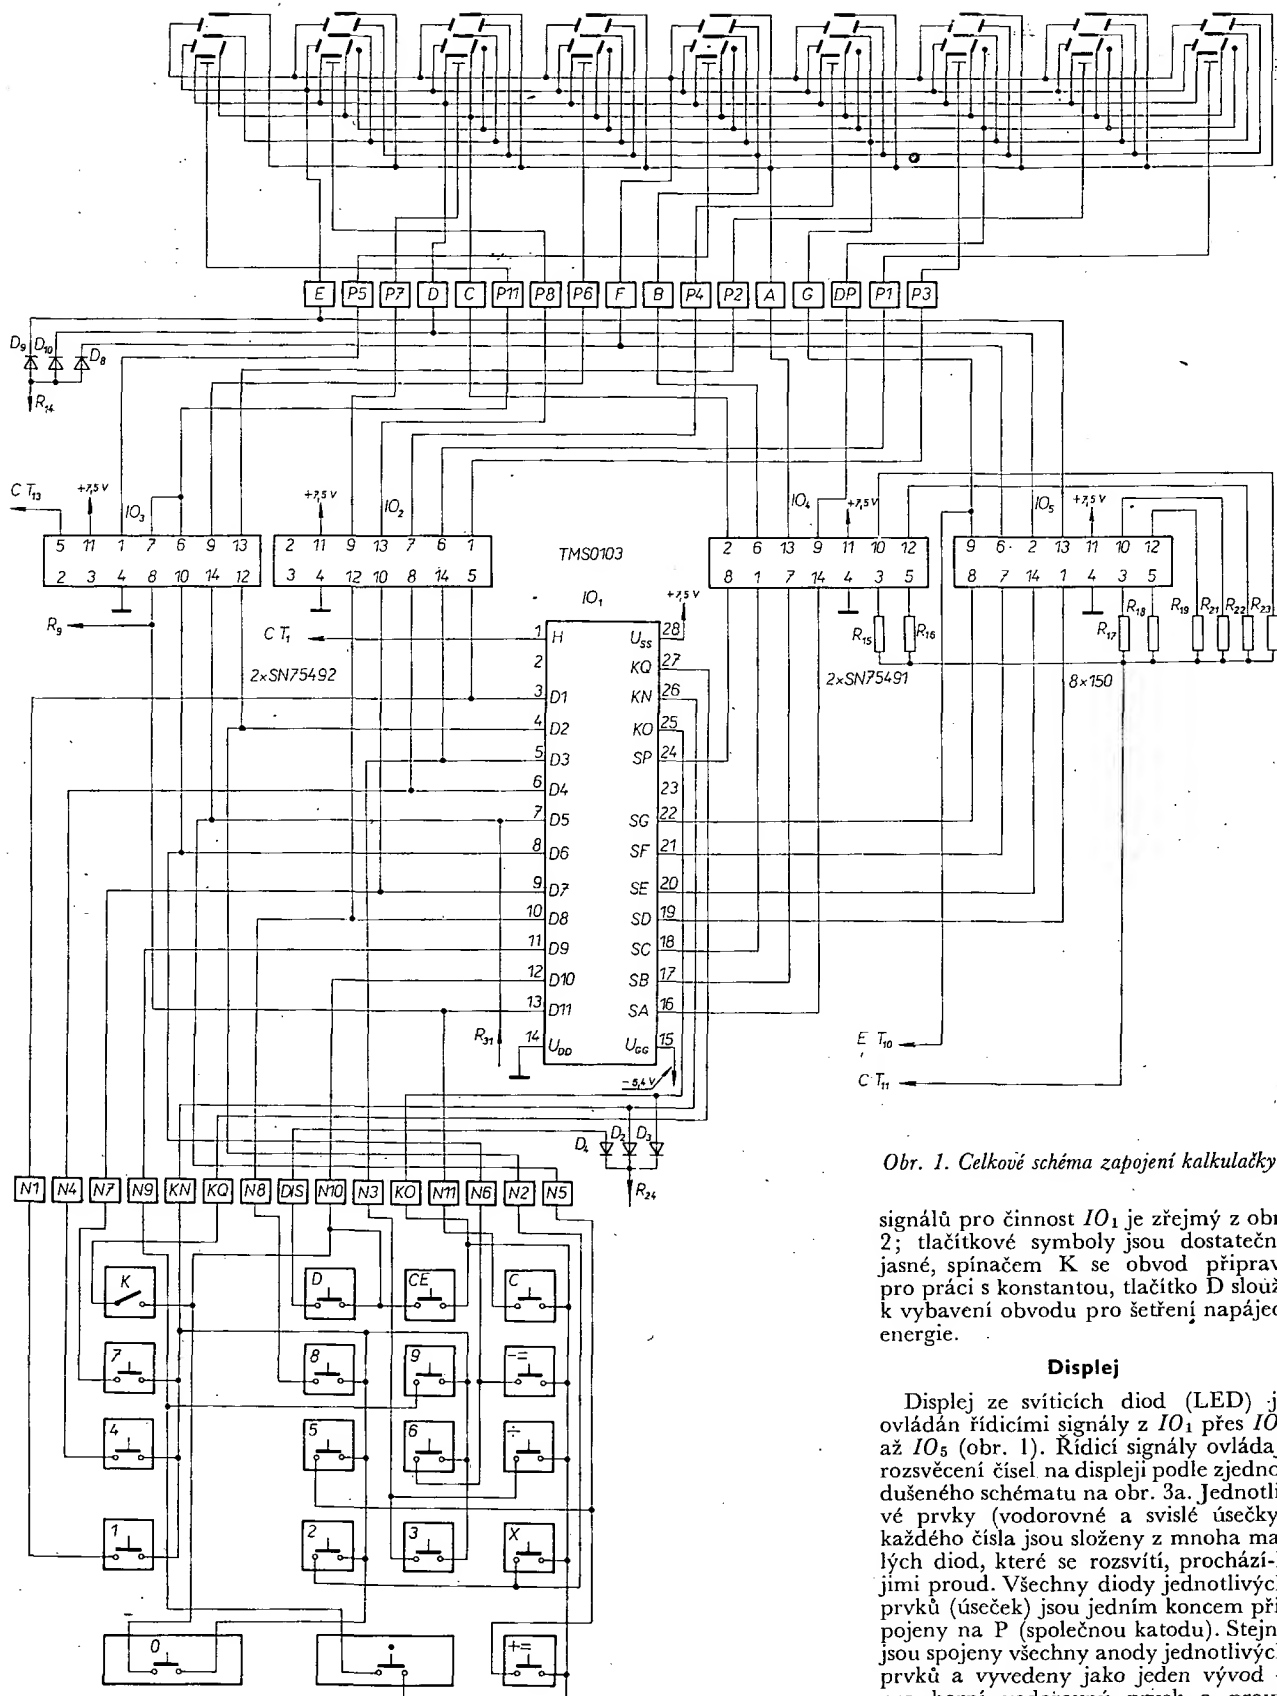 E P5 P7 D C P11 P8 P6 F B P4 P2 A G DP P1 P3
D9 D10 D8
R14
C T13 +7,5 V IO3 +7,5 V IO2 IO4 +7,5 V IO5 +7,5 V
5 11 1 7 6 9 13
2 3 4 8 10 14 12
2 11 9 13 7 6 1
3 4 12 10 8 14 5
2 6 13 9 11 10 12
8 1 7 14 4 3 5
9 6 2 13 11 10 12
8 7 14 1 4 3 5
TMS0103
IO1
R9
C T1
+7,5 V
R15 R16
R17 R18 R19 R21 R22 R23
2xSN75492
2xSN75491
8x150
1 H USS 28
2 KQ 27
3 D1 KN 26
4 D2 KO 25
5 D3 SP 24
6 D4 23
7 D5 SG 22
8 D6 SF 21
9 D7 SE 20
10 D8 SD 19
11 D9 SC 18
12 D10 SB 17
13 D11 SA 16
14 UDD UGG 15
R31
-5,4 V
E T10
C T11
D4 D2 D3
R24
N1 N4 N7 N9 KN KQ N8 DIS N10 N3 KO N11 N6 N2 N5
K D CE C
7 8 9 -=
4 5 6 ÷
1 2 3 X
0 . +=
Obr. 1. Celkové schéma zapojení kalkulačky
signálů pro činnost IO1 je zřejmý z obr
2; tlačítkové symboly jsou dostatečn
jasné, spínačem K se obvod připrav
pro práci s konstantou, tlačítko D slouž
k vybavení obvodu pro šetření napájec
energie.
Displej
Displej ze svíticích diod (LED) j
ovládán řídicími signály z IO1 přes IO
až IO5 (obr. 1). Řídicí signály ovláda
rozsvěcení čísel na displeji podle zjedno
dušeného schématu na obr. 3a. Jednotli
vé prvky (vodorovné a svislé úsečky
každého čísla jsou složeny z mnoha ma
lých diod, které se rozsvítí, prochází-
jimi proud. Všechny diody jednotlivýc
prvků (úseček) jsou jedním koncem při
pojeny na P (společnou katodu). Stejn
jsou spojeny všechny anody jednotlivýc
prvků a vyvedeny jako jeden vývod